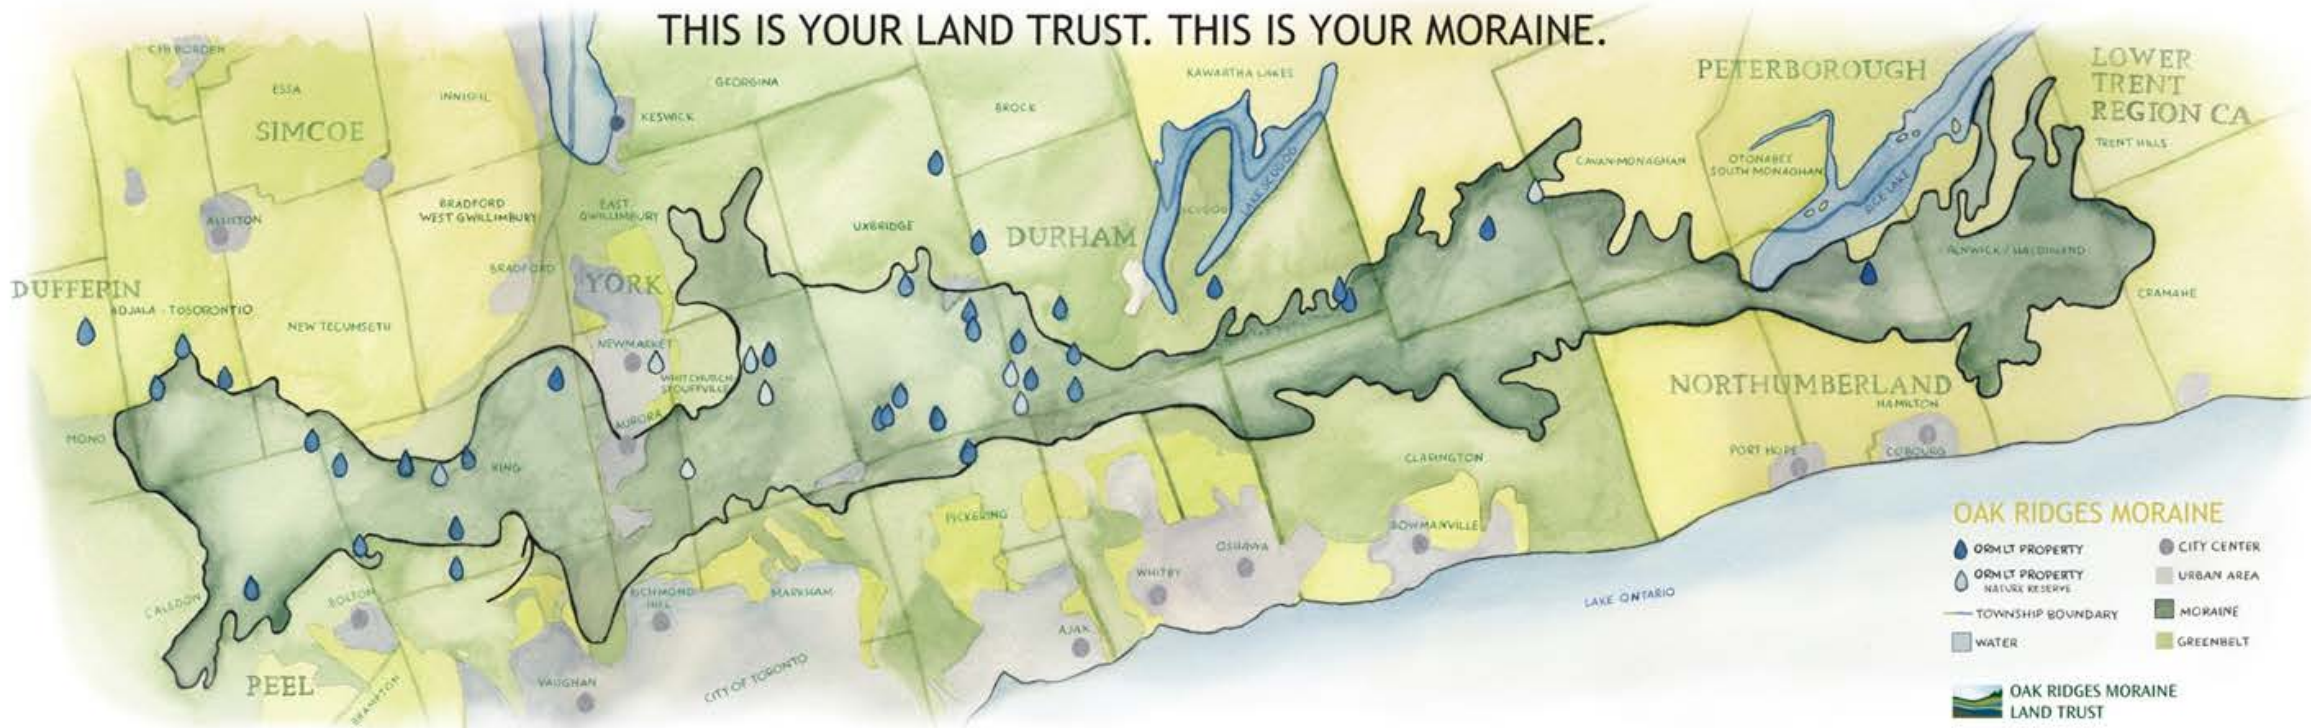 THIS IS YOUR LAND TRUST. THIS IS YOUR MORAINE.
CFB BORDEN
ESSA
SIMCOE
INNISFIL
KESWICK
GEORGINA
BROCK
KAWARTHA LAKES
PETERBOROUGH
LOWER
TRENT
REGION CA
TRENT HILLS
CAVAN-MONAGHAN
OTONABEE
SOUTH MONAGHAN
RICE LAKE
LAKE SCUGOG
SCUGOG
ALLISTON
BRADFORD
WEST GWILLIMBURY
EAST
GWILLIMBURY
UXBRIDGE
DURHAM
ALNWICK / HALDIMAND
CRAMAHE
BRADFORD
YORK
DUFFERIN
ADJALA - TOSORONTIO
NEW TECUMSETH
NEWMARKET
WHITCHURCH
STOUFFVILLE
AURORA
MONO
KING
NORTHUMBERLAND
HAMILTON
PORT HOPE
COBOURG
CLARINGTON
PICKERING
BOWMANVILLE
OSHAWA
WHITBY
AJAX
CALEDON
BOLTON
RICHMOND
HILL
MARKHAM
PEEL
BRAMPTON
VAUGHAN
CITY OF TORONTO
LAKE ONTARIO
OAK RIDGES MORAINE
ORMLT PROPERTY
ORMLT PROPERTY
NATURE RESERVE
TOWNSHIP BOUNDARY
WATER
CITY CENTER
URBAN AREA
MORAINE
GREENBELT
OAK RIDGES MORAINE
LAND TRUST